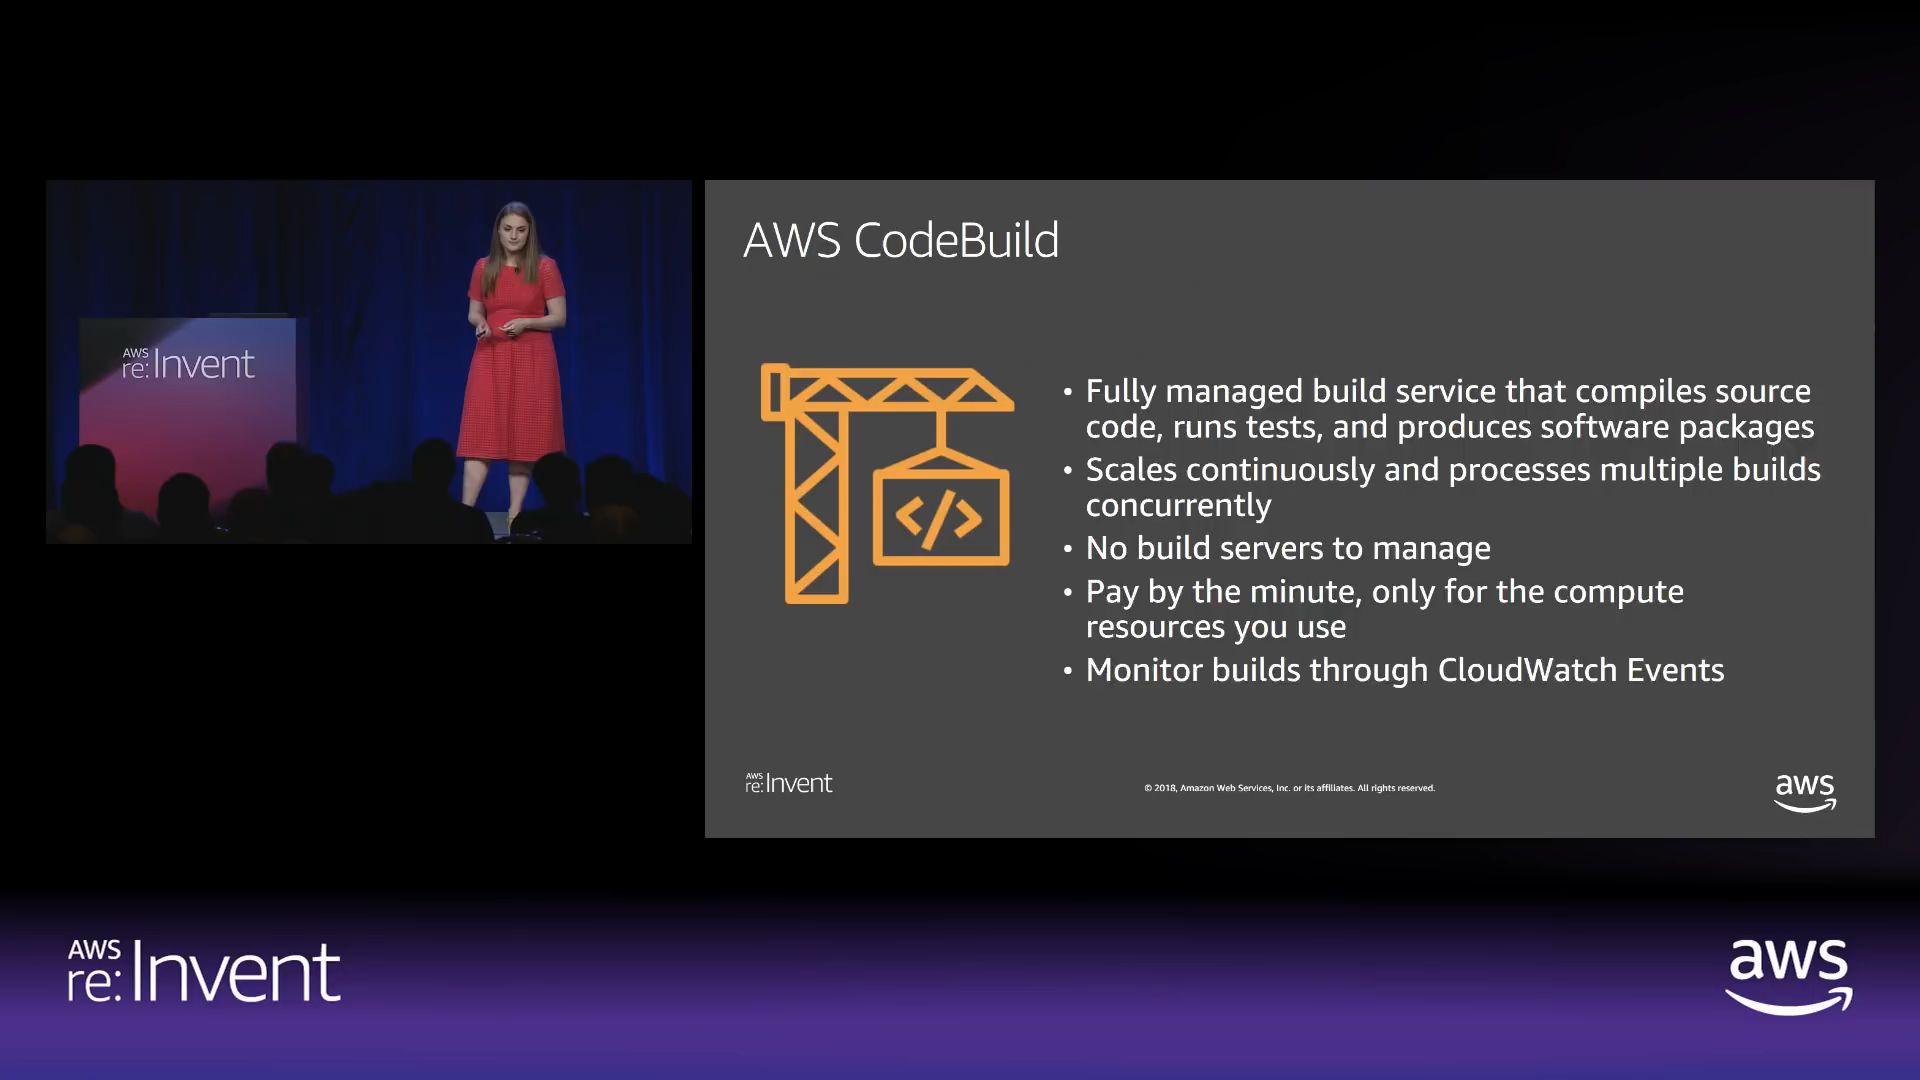 AWS
re:Invent
AWS CodeBuild
</>
• Fully managed build service that compiles source
code, runs tests, and produces software packages
• Scales continuously and processes multiple builds
concurrently
• No build servers to manage
• Pay by the minute, only for the compute
resources you use
• Monitor builds through CloudWatch Events
AWS
re:Invent
© 2018, Amazon Web Services, Inc. or its affiliates. All rights reserved.
aws
AWS
re:Invent
aws